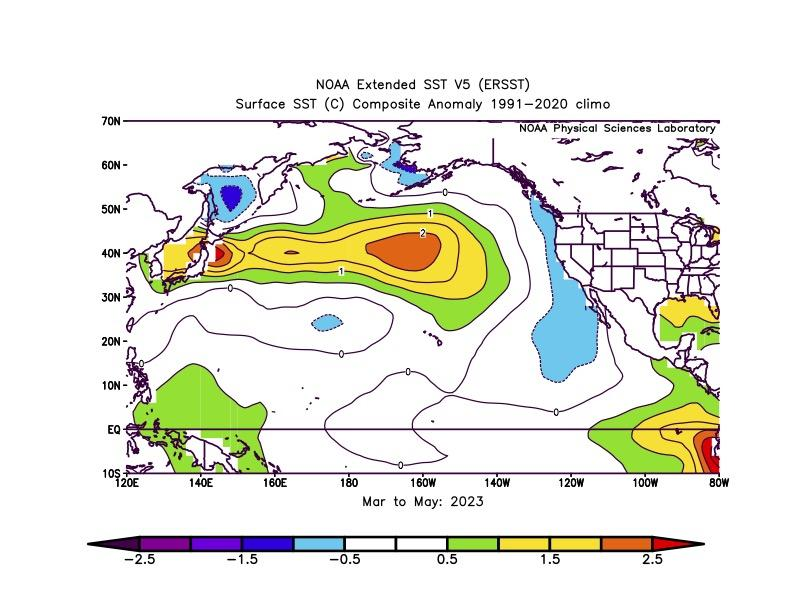 NOAA Extended SST V5 (ERSST)
Surface SST (C) Composite Anomaly 1991-2020 climo
70N
NOAA Physical Sciences Laboratory
60N
0
50N
1
2
40N
1
0
30N
20N
0
0
0
10N
0
EQ
0
10S
120E 140E 160E 180 160W 140W 120W 100W 80W
Mar to May: 2023
-2.5 -1.5 -0.5 0.5 1.5 2.5